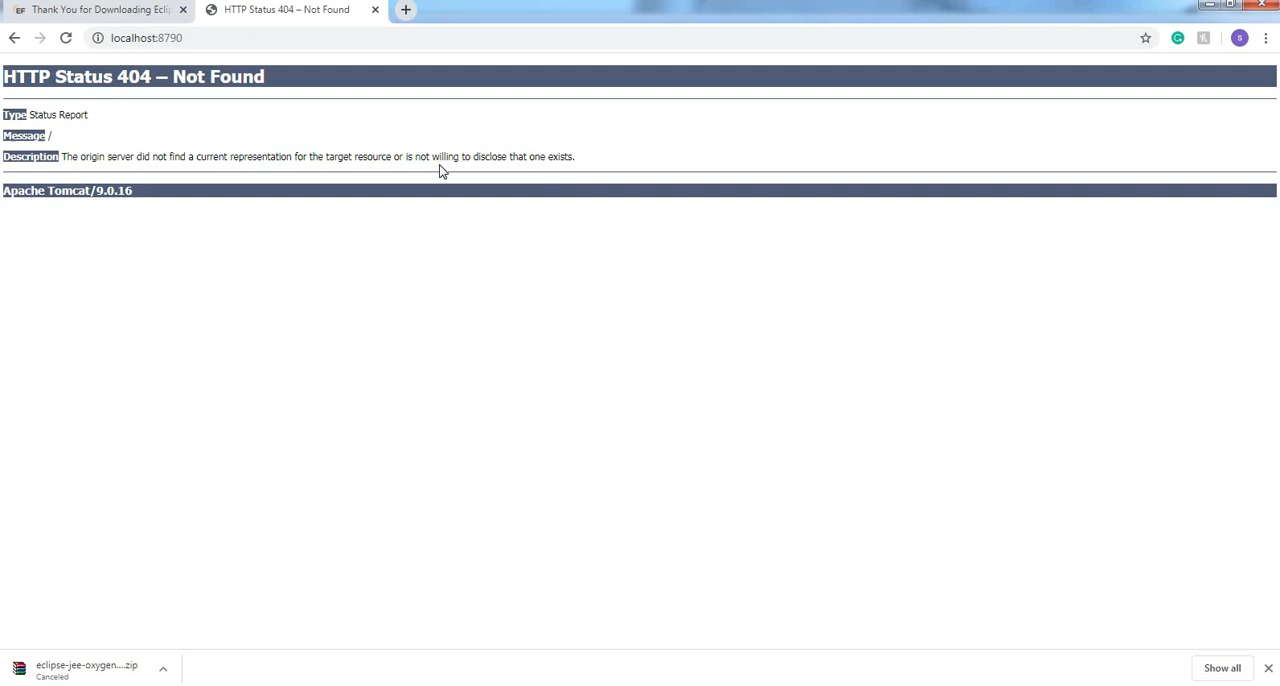 EF Thank You for Downloading Eclip
HTTP Status 404 – Not Found
localhost:8790
s
HTTP Status 404 – Not Found
Type Status Report
Message /
Description The origin server did not find a current representation for the target resource or is not willing to disclose that one exists.
Apache Tomcat/9.0.16
eclipse-jee-oxygen....zip
Canceled
Show all